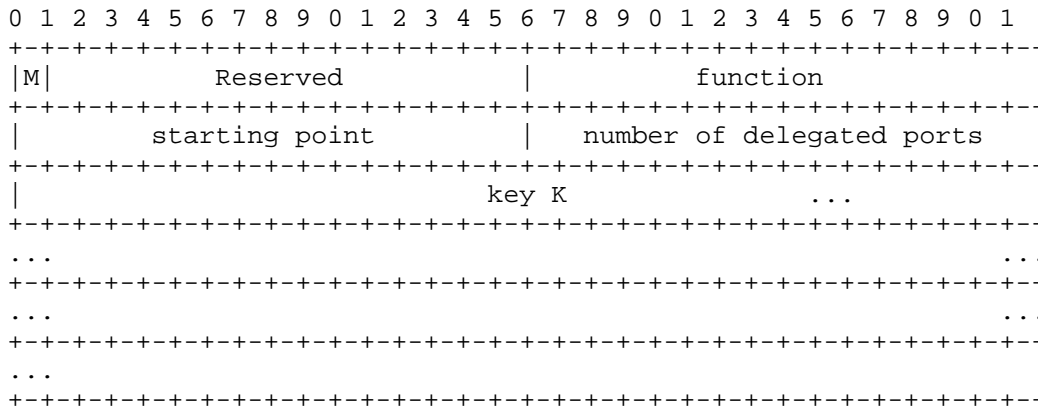 0 1 2 3 4 5 6 7 8 9 0 1 2 3 4 5 6 7 8 9 0 1 2 3 4 5 6 7 8 9 0 1
+-+-+-+-+-+-+-+-+-+-+-+-+-+-+-+-+-+-+-+-+-+-+-+-+-+-+-+-+-+-+-+-+--
|M|          Reserved           |          function
+-+-+-+-+-+-+-+-+-+-+-+-+-+-+-+-+-+-+-+-+-+-+-+-+-+-+-+-+-+-+-+-+--
|        starting point         |   number of delegated ports
+-+-+-+-+-+-+-+-+-+-+-+-+-+-+-+-+-+-+-+-+-+-+-+-+-+-+-+-+-+-+-+-+--
|                             key K               ...
+-+-+-+-+-+-+-+-+-+-+-+-+-+-+-+-+-+-+-+-+-+-+-+-+-+-+-+-+-+-+-+-+--
...                                                           ...
+-+-+-+-+-+-+-+-+-+-+-+-+-+-+-+-+-+-+-+-+-+-+-+-+-+-+-+-+-+-+-+-+--
...                                                           ...
+-+-+-+-+-+-+-+-+-+-+-+-+-+-+-+-+-+-+-+-+-+-+-+-+-+-+-+-+-+-+-+-+--
...
+-+-+-+-+-+-+-+-+-+-+-+-+-+-+-+-+-+-+-+-+-+-+-+-+-+-+-+-+-+-+-+-+--